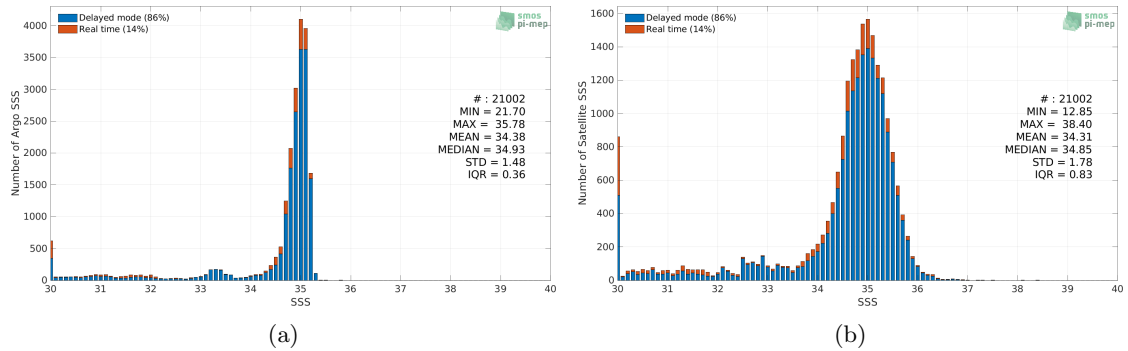 Delayed mode (86%)
Real time (14%)
smos
pi-mep
4000
3500
3000
2500
2000
1500
1000
500
0
Number of Argo SSS
# : 21002
MIN = 21.70
MAX = 35.78
MEAN = 34.38
MEDIAN = 34.93
STD = 1.48
IQR = 0.36
30 31 32 33 34 35 36 37 38 39 40
SSS
(a)
Delayed mode (86%)
Real time (14%)
smos
pi-mep
1600
1400
1200
1000
800
600
400
200
0
Number of Satellite SSS
# : 21002
MIN = 12.85
MAX = 38.40
MEAN = 34.31
MEDIAN = 34.85
STD = 1.78
IQR = 0.83
30 31 32 33 34 35 36 37 38 39 40
SSS
(b)